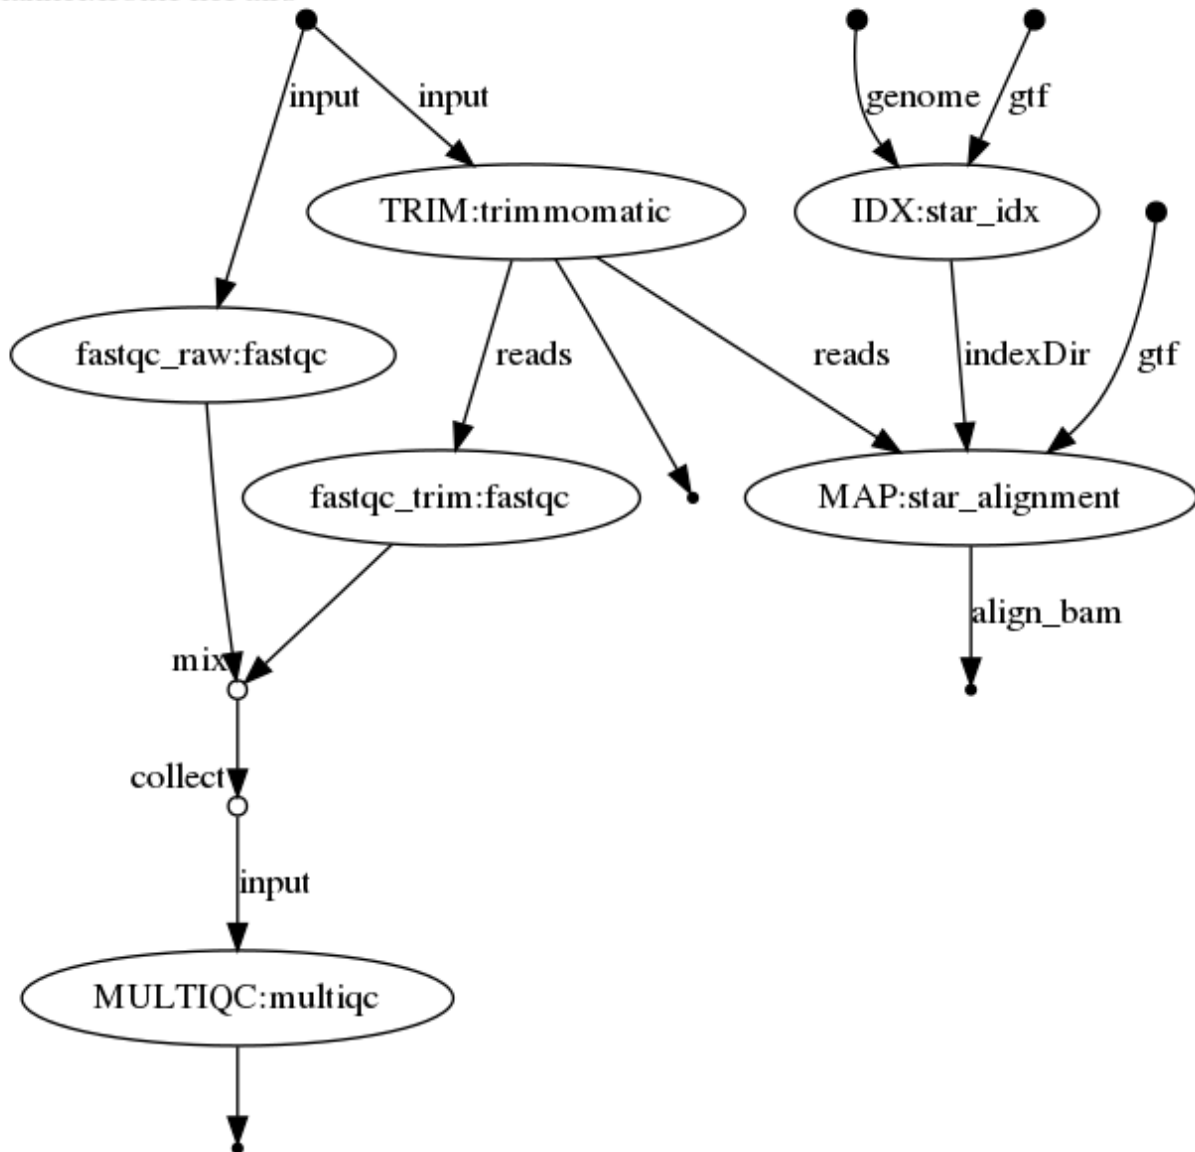 input
input
genome
gtf
TRIM:trimmomatic
IDX:star_idx
fastqc_raw:fastqc
reads
reads
indexDir
gtf
fastqc_trim:fastqc
MAP:star_alignment
mix
align_bam
collect
input
MULTIQC:multiqc